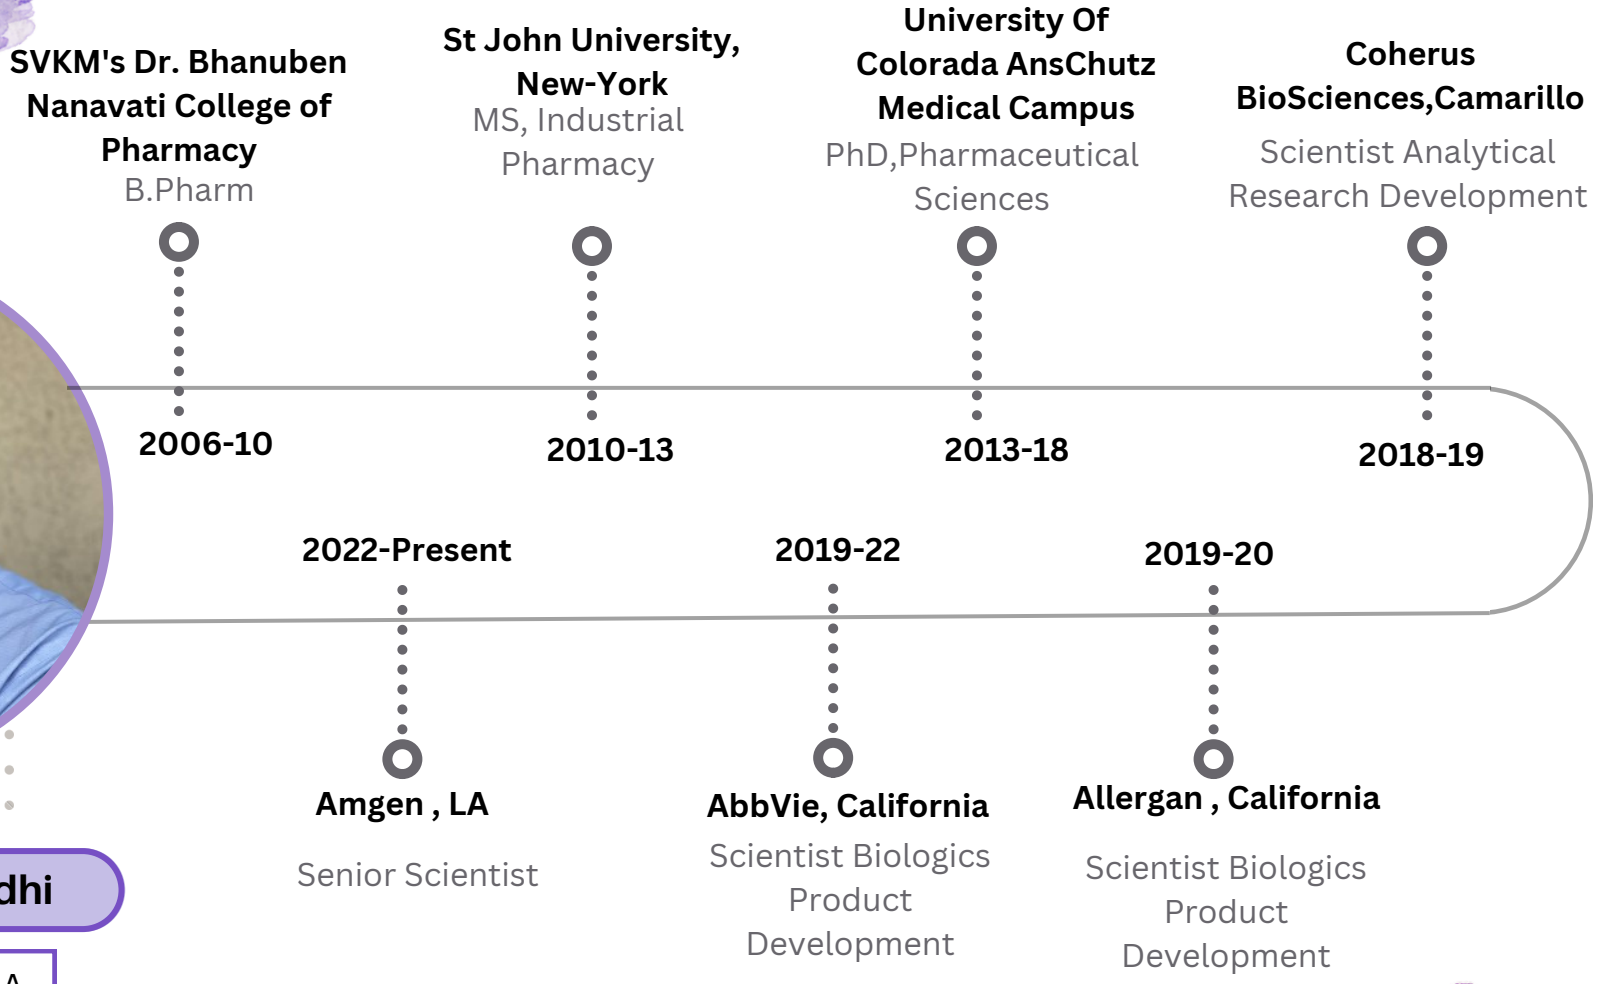 SVKM's Dr. Bhanuben
Nanavati College of
Pharmacy
B.Pharm
St John University,
New-York
MS, Industrial
Pharmacy
University Of
Colorada AnsChutz
Medical Campus
PhD,Pharmaceutical
Sciences
Coherus
BioSciences,Camarillo
Scientist Analytical
Research Development
2006-10
2010-13
2013-18
2018-19
2022-Present
2019-22
2019-20
Amgen , LA
Senior Scientist
AbbVie, California
Scientist Biologics
Product
Development
Allergan , California
Scientist Biologics
Product
Development
dhi
A